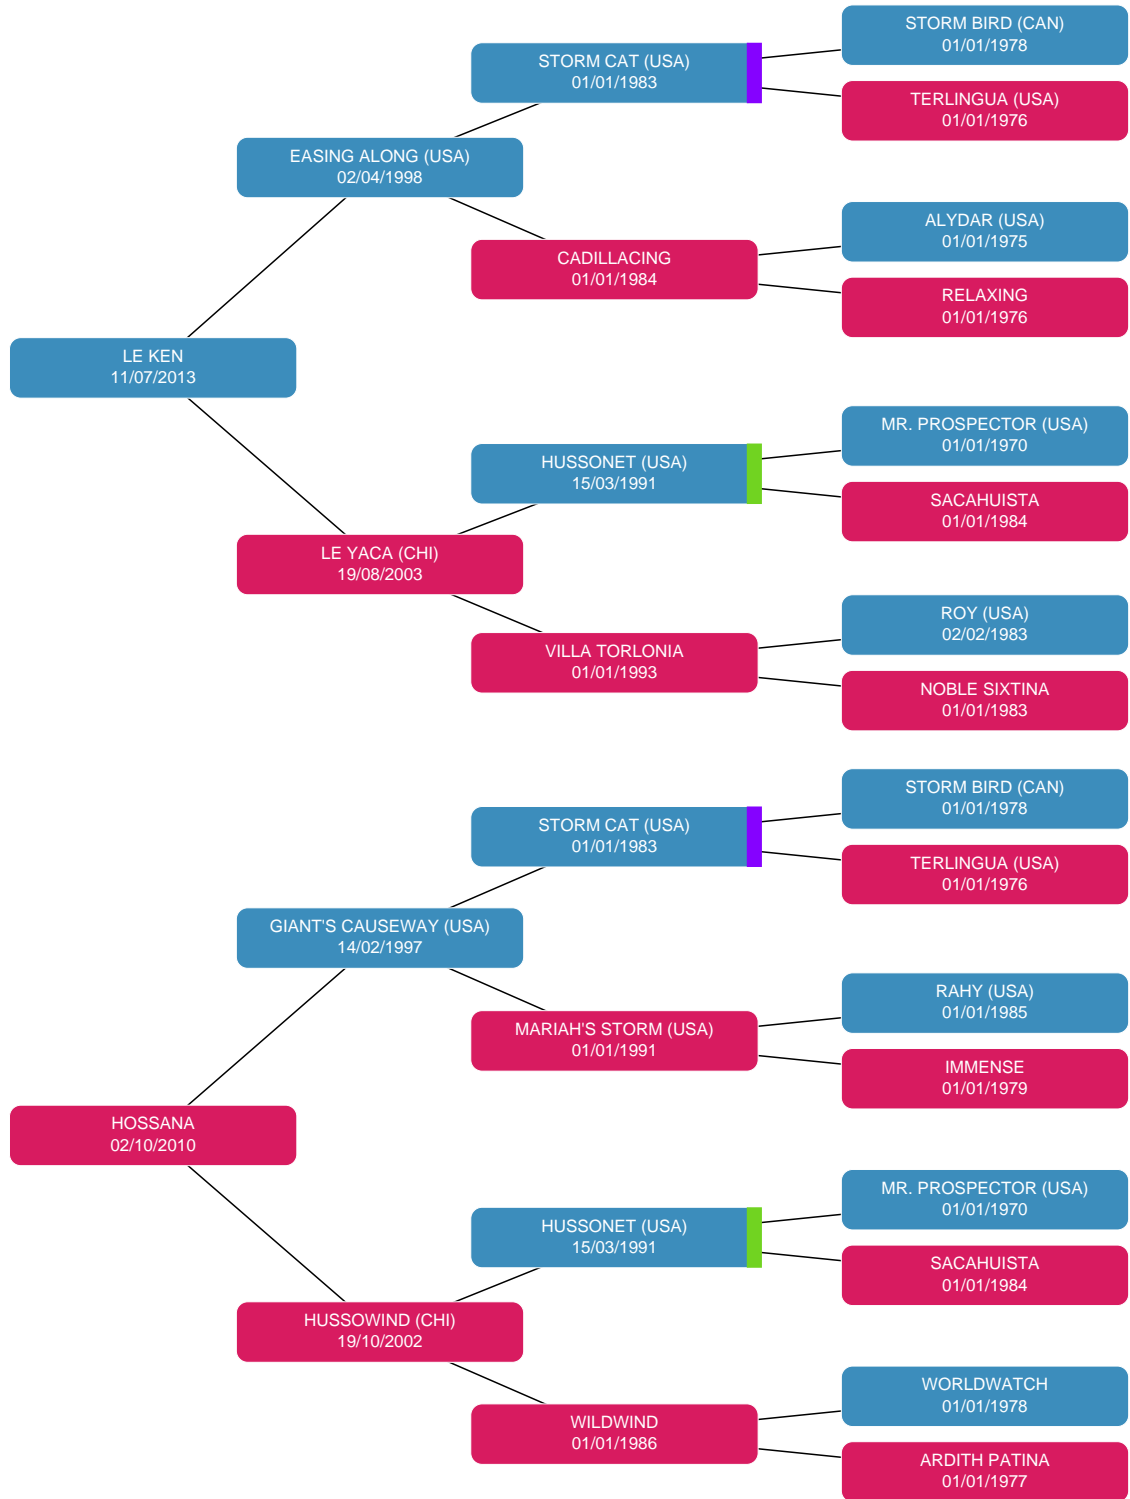 STORM BIRD (CAN)
01/01/1978
STORM CAT (USA)
01/01/1983
TERLINGUA (USA)
01/01/1976
EASING ALONG (USA)
02/04/1998
ALYDAR (USA)
01/01/1975
CADILLACING
01/01/1984
RELAXING
01/01/1976
LE KEN
11/07/2013
MR. PROSPECTOR (USA)
01/01/1970
HUSSONET (USA)
15/03/1991
SACAHUISTA
01/01/1984
LE YACA (CHI)
19/08/2003
ROY (USA)
02/02/1983
VILLA TORLONIA
01/01/1993
NOBLE SIXTINA
01/01/1983
STORM BIRD (CAN)
01/01/1978
STORM CAT (USA)
01/01/1983
TERLINGUA (USA)
01/01/1976
GIANT'S CAUSEWAY (USA)
14/02/1997
RAHY (USA)
01/01/1985
MARIAH'S STORM (USA)
01/01/1991
IMMENSE
01/01/1979
HOSSANA
02/10/2010
MR. PROSPECTOR (USA)
01/01/1970
HUSSONET (USA)
15/03/1991
SACAHUISTA
01/01/1984
HUSSOWIND (CHI)
19/10/2002
WORLDWATCH
01/01/1978
WILDWIND
01/01/1986
ARDITH PATINA
01/01/1977